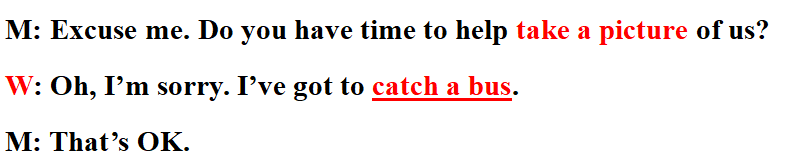 M: Excuse me. Do you have time to help take a picture of us?
W: Oh, I’m sorry. I’ve got to catch a bus.
M: That’s OK.